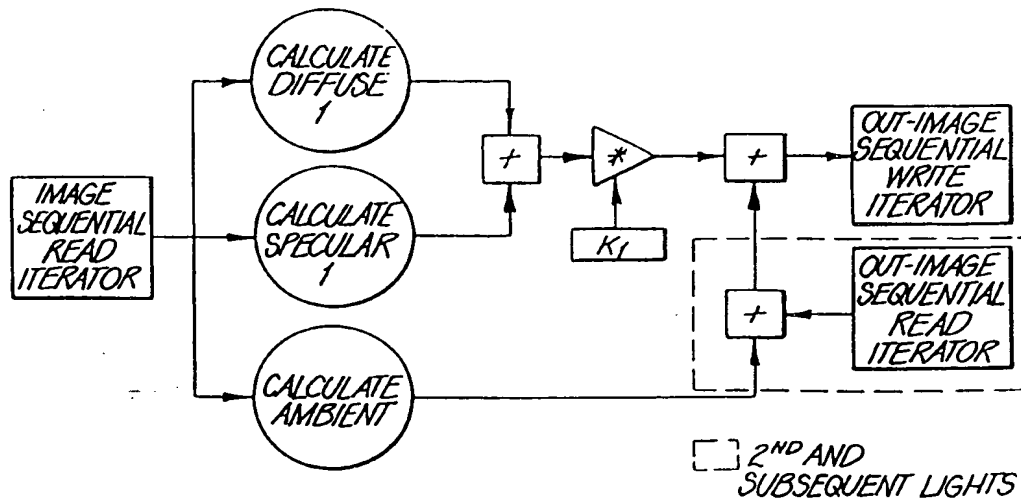 CALCULATE
DIFFUSE
1
IMAGE
SEQUENTIAL
READ
ITERATOR
CALCULATE
SPECULAR
1
CALCULATE
AMBIENT
+
*
K1
+
OUT-IMAGE
SEQUENTIAL
WRITE
ITERATOR
+
OUT-IMAGE
SEQUENTIAL
READ
ITERATOR
2ND AND
SUBSEQUENT LIGHTS